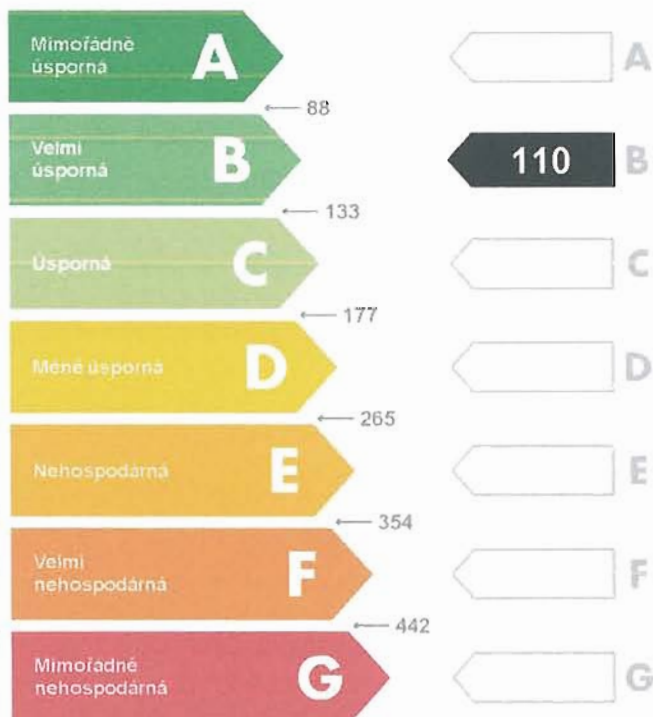 Mimořádně
úsporná
A
A
88
Velmi
úsporná
B
110
B
133
Úsporná
C
C
177
Méně úsporná
D
D
265
Nehospodárná
E
E
354
Velmi
nehospodárná
F
F
442
Mimořádně
nehospodárná
G
G